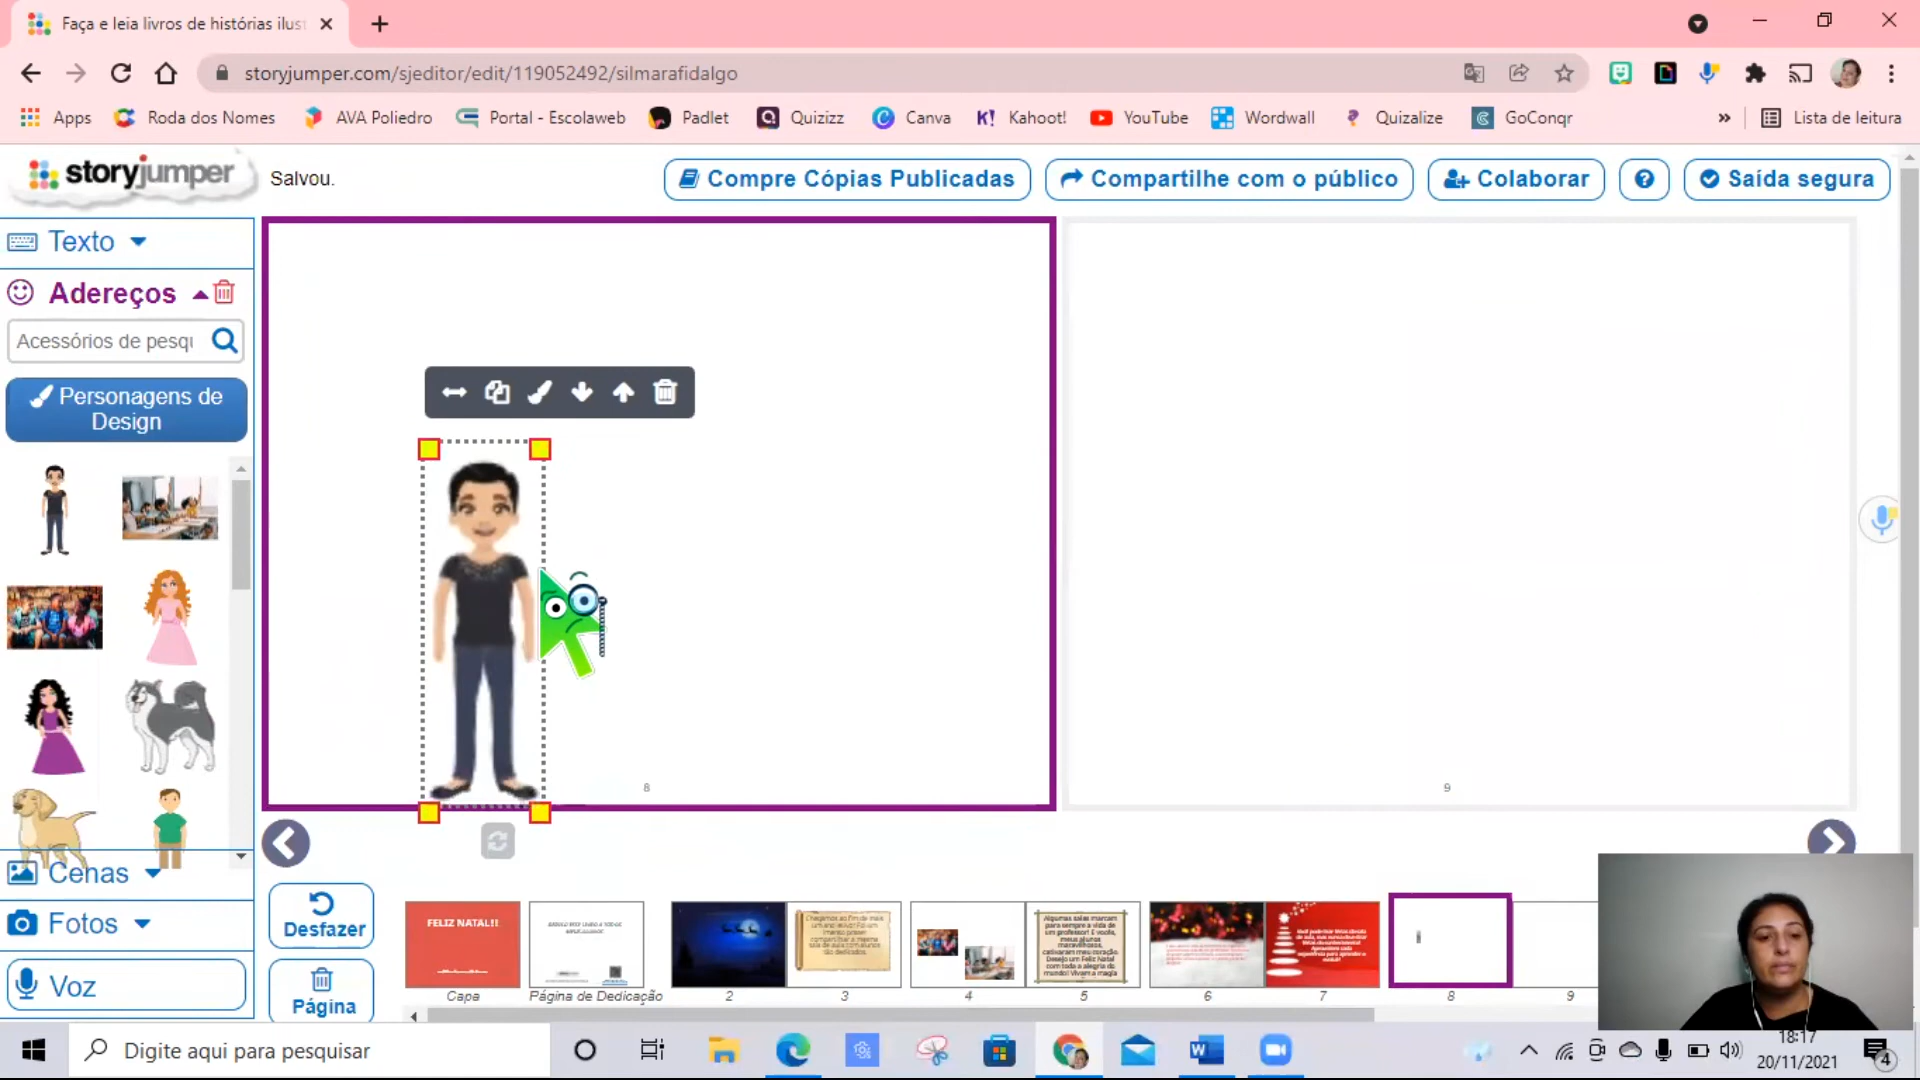 Faça e leia livros de histórias ilus
storyjumper.com/sjeditor/edit/119052492/silmarafidalgo
Apps
Roda dos Nomes
AVA Poliedro
Portal - Escolaweb
Padlet
Quizizz
Canva
K! Kahoot!
YouTube
Wordwall
Quizalize
GoConqr
»
Lista de leitura
storyjumper
Salvou.
Compre Cópias Publicadas
Compartilhe com o público
Colaborar
?
Saída segura
Texto
Adereços
Acessórios de pesqu
Personagens de
Design
Cenas
Fotos
Voz
8
9
Desfazer
Página
FELIZ NATAL!!
Capa
Página de Dedicação
2
3
4
5
6
7
8
9
Digite aqui para pesquisar
18:17
20/11/2021
4